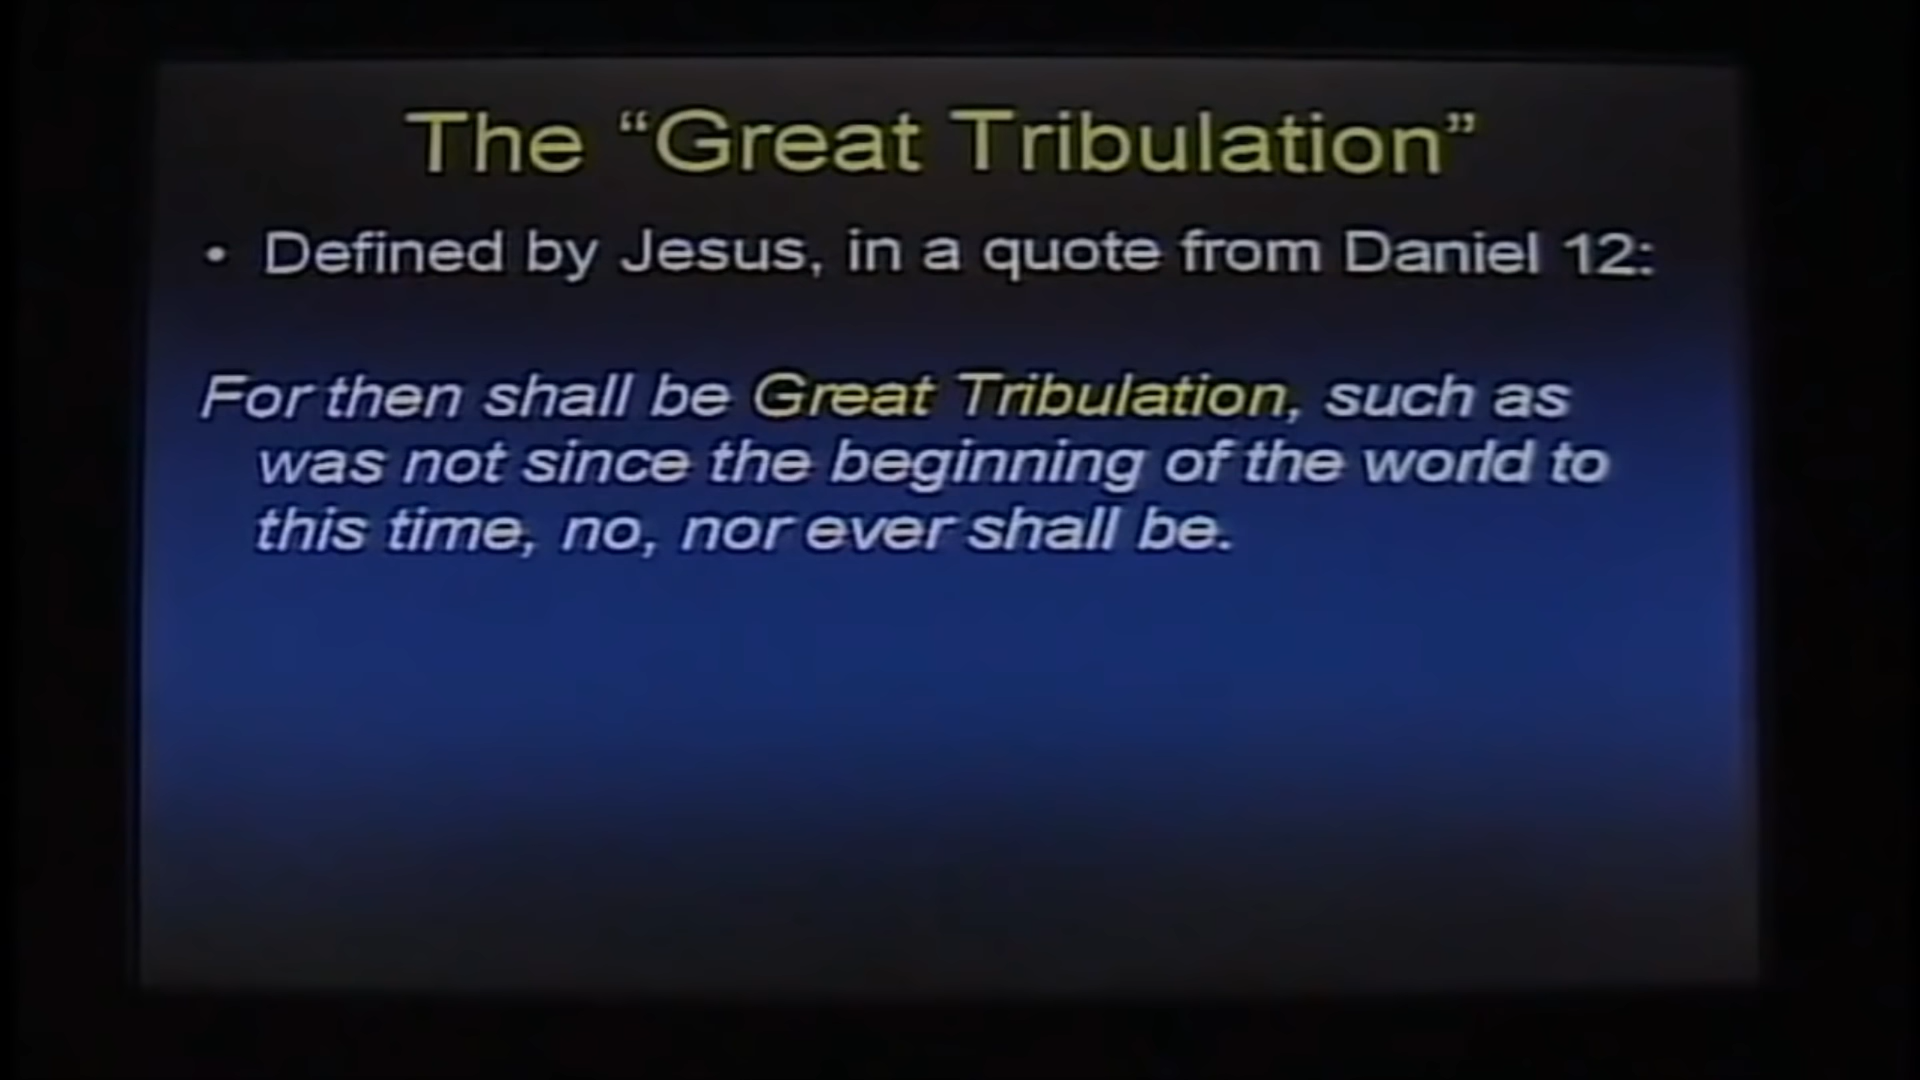 The “Great Tribulation”
• Defined by Jesus, in a quote from Daniel 12:
For then shall be Great Tribulation, such as
was not since the beginning of the world to
this time, no, nor ever shall be.